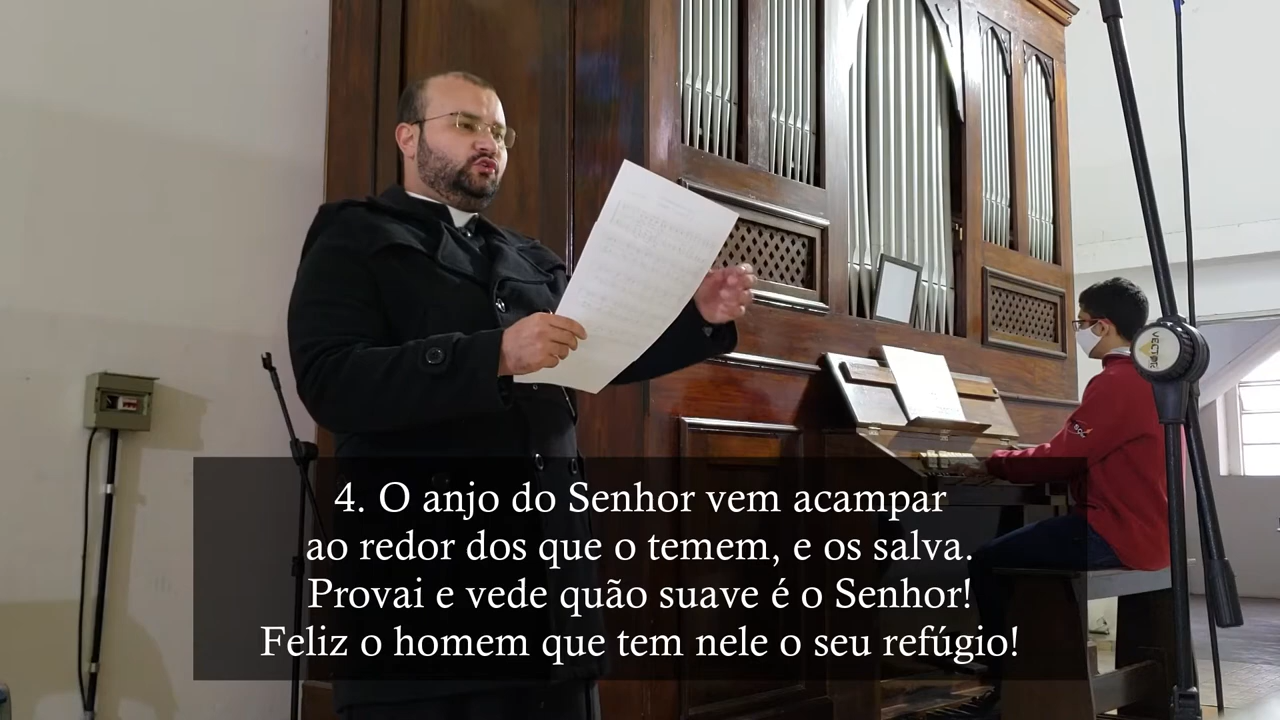 4. O anjo do Senhor vem acampar
ao redor dos que o temem, e os salva.
Provai e vede quão suave é o Senhor!
Feliz o homem que tem nele o seu refúgio!
VECTOR